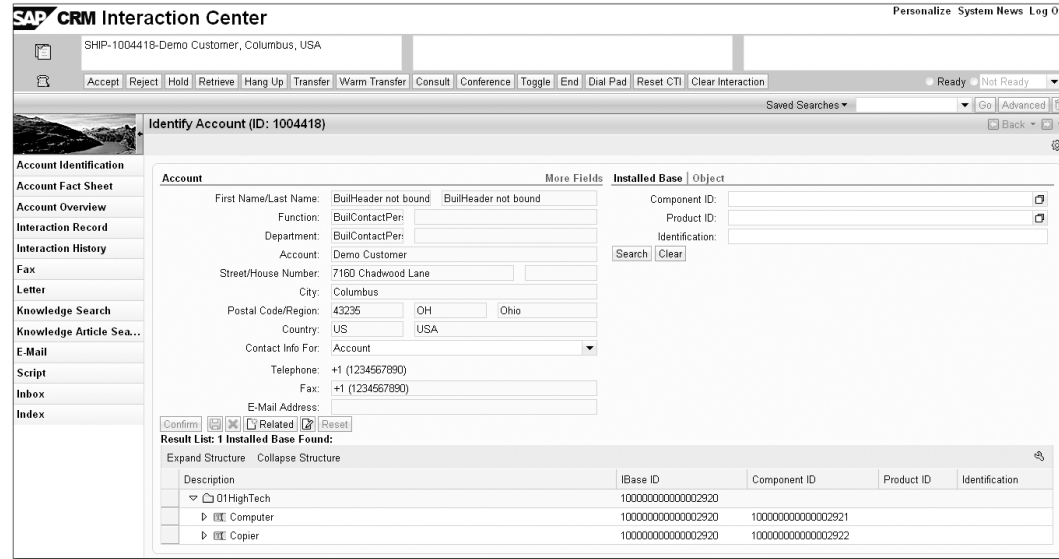 SAP CRM Interaction Center
Personalize System News Log O
SHIP-1004418-Demo Customer, Columbus, USA
Accept Reject Hold Retrieve Hang Up Transfer Warm Transfer Consult Conference Toggle End Dial Pad Reset CTI Clear Interaction Ready Not Ready
Saved Searches Go Advanced
Identify Account (ID: 1004418) Back
Account Identification
Account Fact Sheet
Account Overview
Interaction Record
Interaction History
Fax
Letter
Knowledge Search
Knowledge Article Sea...
E-Mail
Script
Inbox
Index
Account More Fields
First Name/Last Name: BuilHeader not bound BuilHeader not bound
Function: BuilContactPer:
Department: BuilContactPer:
Account: Demo Customer
Street/House Number: 7160 Chadwood Lane
City: Columbus
Postal Code/Region: 43235 OH Ohio
Country: US USA
Contact Info For: Account
Telephone: +1 (1234567890)
Fax: +1 (1234567890)
E-Mail Address:
Confirm Related Reset
Installed Base Object
Component ID:
Product ID:
Identification:
Search Clear
Result List: 1 Installed Base Found:
Expand Structure Collapse Structure
Description IBase ID Component ID Product ID Identification
01HighTech 100000000000002920
Computer 100000000000002920 100000000000002921
Copier 100000000000002920 100000000000002922